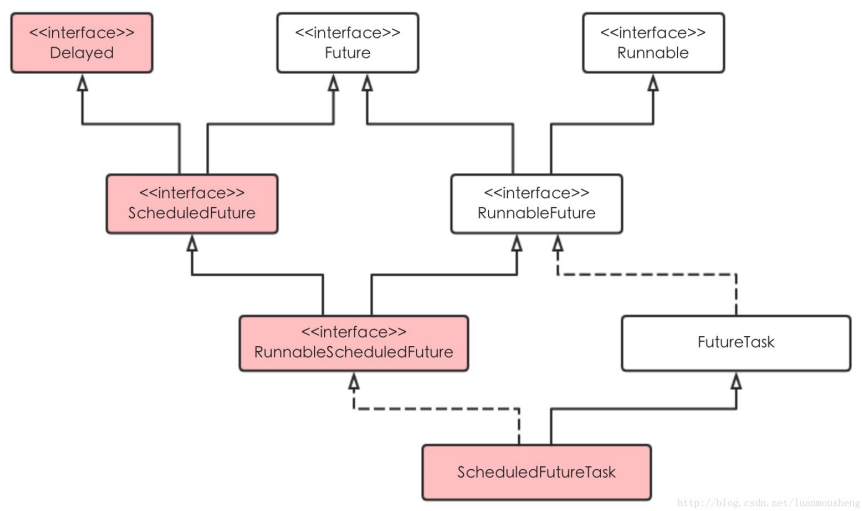 <<interface>>
Delayed
<<interface>>
Future
<<interface>>
Runnable
<<interface>>
ScheduledFuture
<<interface>>
RunnableFuture
<<interface>>
RunnableScheduledFuture
FutureTask
ScheduledFutureTask
http://blog.csdn.net/luanmousheng